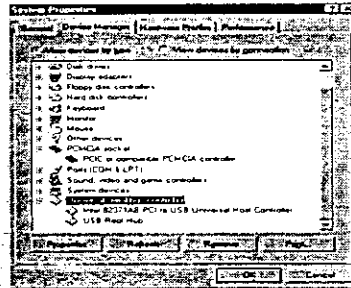 System Properties
General Device Manager Hardware Profiles Performance
View devices by type View devices by connection
Disk drives
Display adapters
Floppy disk controllers
Hard disk controllers
Keyboard
Monitor
Mouse
Other devices
PCMCIA socket
PCIC or compatible PCMCIA controller
Ports (COM & LPT)
Sound, video and game controllers
System devices
Universal serial bus controller
Intel 82371AB PCI to USB Universal Host Controller
USB Root Hub
Properties Refresh Remove Print...
OK Cancel